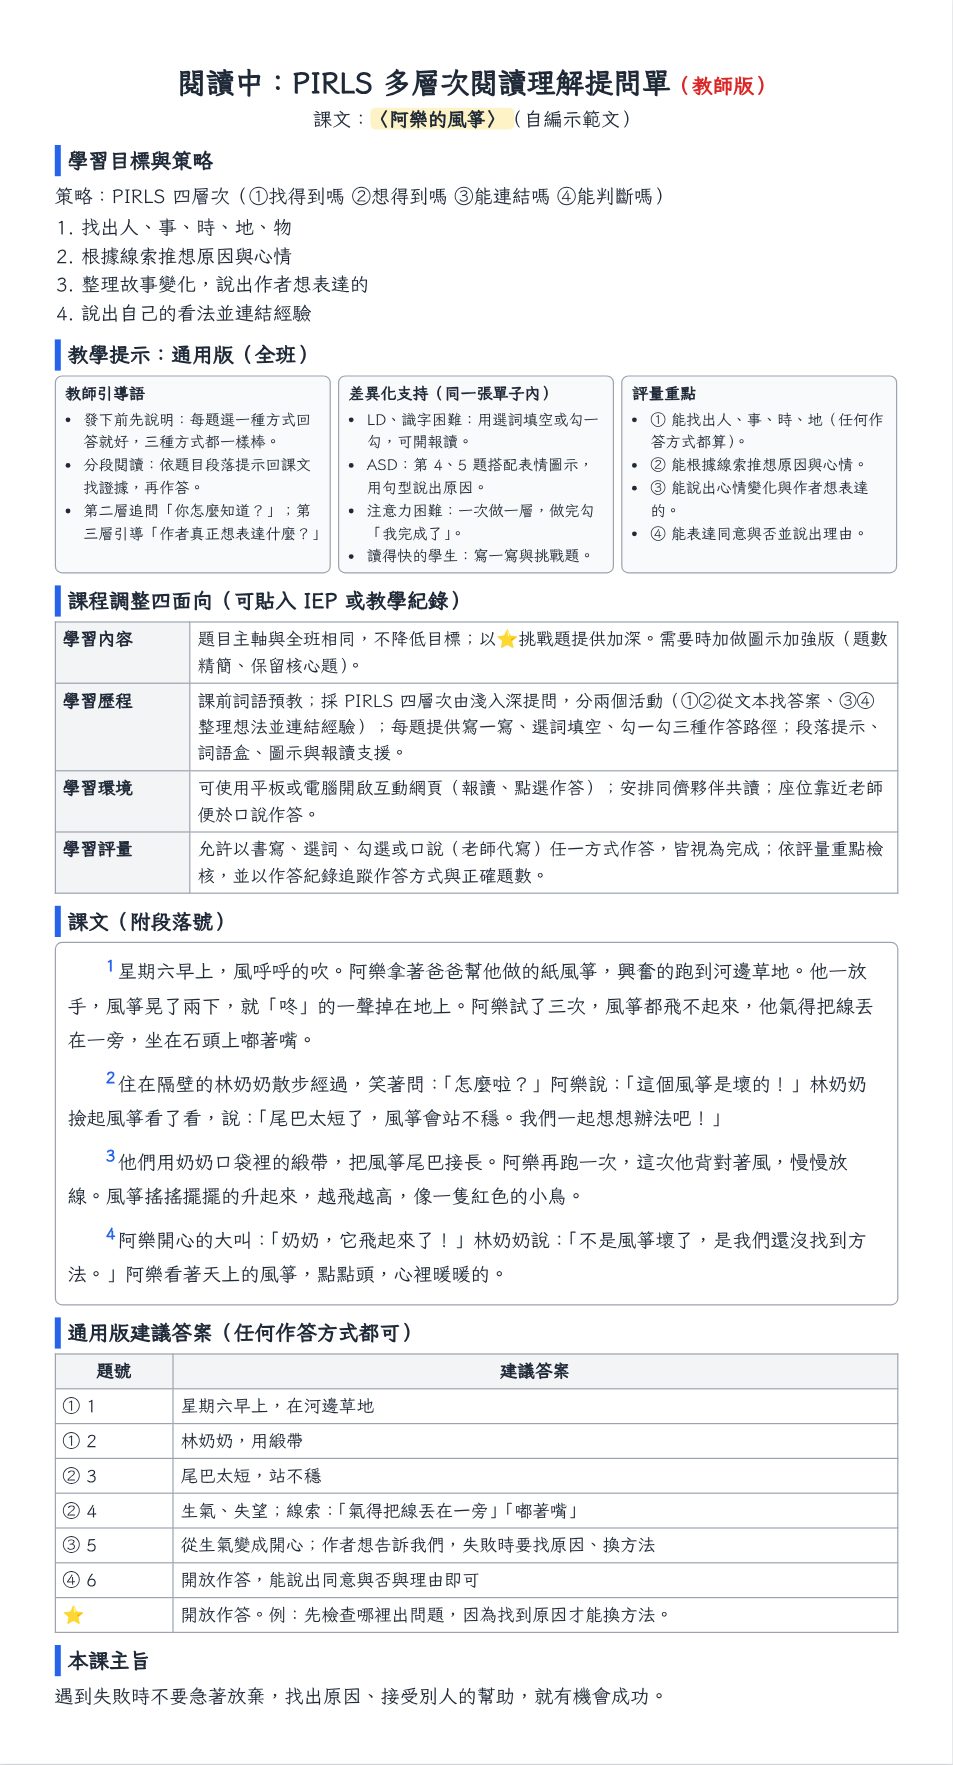 閱讀中：PIRLS 多層次閱讀理解提問單（教師版）
課文：〈阿樂的風箏〉（自編示範文）
學習目標與策略
策略：PIRLS 四層次（①找得到嗎 ②想得到嗎 ③能連結嗎 ④能判斷嗎）
1. 找出人、事、時、地、物
2. 根據線索推想原因與心情
3. 整理故事變化，說出作者想表達的
4. 說出自己的看法並連結經驗
教學提示：通用版（全班）
教師引導語
• 發下前先說明：每題選一種方式回
答就好，三種方式都一樣棒。
• 分段閱讀：依題目段落提示回課文
找證據，再作答。
• 第二層追問「你怎麼知道？」；第
三層引導「作者真正想表達什麼？」
差異化支持（同一張單子內）
• LD、識字困難：用選詞填空或勾一
勾，可開報讀。
• ASD：第 4、5 題搭配表情圖示，
用句型說出原因。
• 注意力困難：一次做一層，做完勾
「我完成了」。
• 讀得快的學生：寫一寫與挑戰題。
評量重點
• ① 能找出人、事、時、地（任何作
答方式都算）。
• ② 能根據線索推想原因與心情。
• ③ 能說出心情變化與作者想表達
的。
• ④ 能表達同意與否並說出理由。
課程調整四面向（可貼入 IEP 或教學紀錄）
學習內容
題目主軸與全班相同，不降低目標；以⭐挑戰題提供加深。需要時加做圖示加強版（題數
精簡、保留核心題）。
學習歷程
課前詞語預教；採 PIRLS 四層次由淺入深提問，分兩個活動（①②從文本找答案、③④
整理想法並連結經驗）；每題提供寫一寫、選詞填空、勾一勾三種作答路徑；段落提示、
詞語盒、圖示與報讀支援。
學習環境
可使用平板或電腦開啟互動網頁（報讀、點選作答）；安排同儕夥伴共讀；座位靠近老師
便於口說作答。
學習評量
允許以書寫、選詞、勾選或口說（老師代寫）任一方式作答，皆視為完成；依評量重點檢
核，並以作答紀錄追蹤作答方式與正確題數。
課文（附段落號）
1 星期六早上，風呼呼的吹。阿樂拿著爸爸幫他做的紙風箏，興奮的跑到河邊草地。他一放
手，風箏晃了兩下，就「咚」的一聲掉在地上。阿樂試了三次，風箏都飛不起來，他氣得把線丟
在一旁，坐在石頭上嘟著嘴。
2 住在隔壁的林奶奶散步經過，笑著問：「怎麼啦？」阿樂說：「這個風箏是壞的！」林奶奶
撿起風箏看了看，說：「尾巴太短了，風箏會站不穩。我們一起想想辦法吧！」
3 他們用奶奶口袋裡的緞帶，把風箏尾巴接長。阿樂再跑一次，這次他背對著風，慢慢放
線。風箏搖搖擺擺的升起來，越飛越高，像一隻紅色的小鳥。
4 阿樂開心的大叫：「奶奶，它飛起來了！」林奶奶說：「不是風箏壞了，是我們還沒找到方
法。」阿樂看著天上的風箏，點點頭，心裡暖暖的。
通用版建議答案（任何作答方式都可）
題號 建議答案
① 1 星期六早上，在河邊草地
① 2 林奶奶，用緞帶
② 3 尾巴太短，站不穩
② 4 生氣、失望；線索：「氣得把線丟在一旁」「嘟著嘴」
③ 5 從生氣變成開心；作者想告訴我們，失敗時要找原因、換方法
④ 6 開放作答，能說出同意與否與理由即可
⭐ 開放作答。例：先檢查哪裡出問題，因為找到原因才能換方法。
本課主旨
遇到失敗時不要急著放棄，找出原因、接受別人的幫助，就有機會成功。